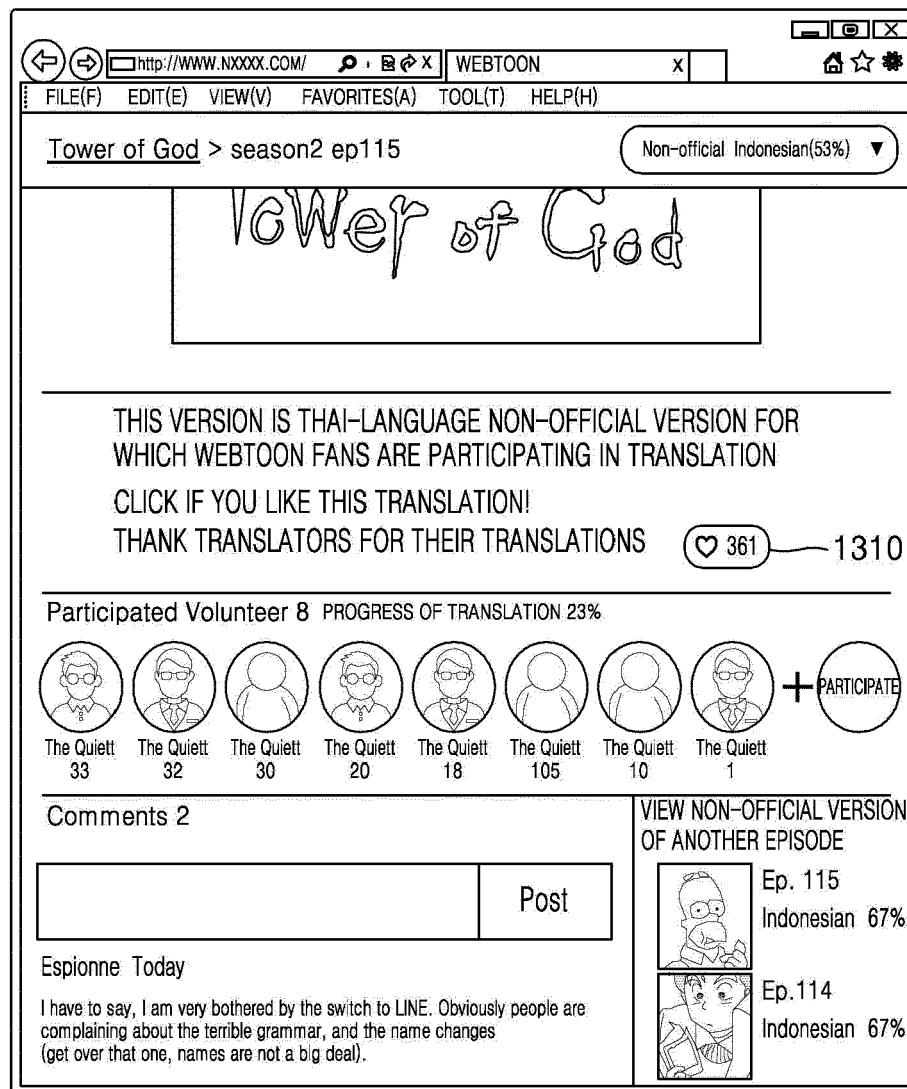 http://WWW.NXXXX.COM/
X
WEBTOON
X
FILE(F) EDIT(E) VIEW(V) FAVORITES(A) TOOL(T) HELP(H)
Tower of God > season2 ep115
Non-official Indonesian(53%) ▼
Tower of God
THIS VERSION IS THAI-LANGUAGE NON-OFFICIAL VERSION FOR
WHICH WEBTOON FANS ARE PARTICIPATING IN TRANSLATION
CLICK IF YOU LIKE THIS TRANSLATION!
THANK TRANSLATORS FOR THEIR TRANSLATIONS
♡ 361
1310
Participated Volunteer 8 PROGRESS OF TRANSLATION 23%
+ PARTICIPATE
The Quiett The Quiett The Quiett The Quiett The Quiett The Quiett The Quiett The Quiett
33 32 30 20 18 105 10 1
Comments 2
Post
Espionne Today
I have to say, I am very bothered by the switch to LINE. Obviously people are
complaining about the terrible grammar, and the name changes
(get over that one, names are not a big deal).
VIEW NON-OFFICIAL VERSION
OF ANOTHER EPISODE
Ep. 115
Indonesian 67%
Ep.114
Indonesian 67%